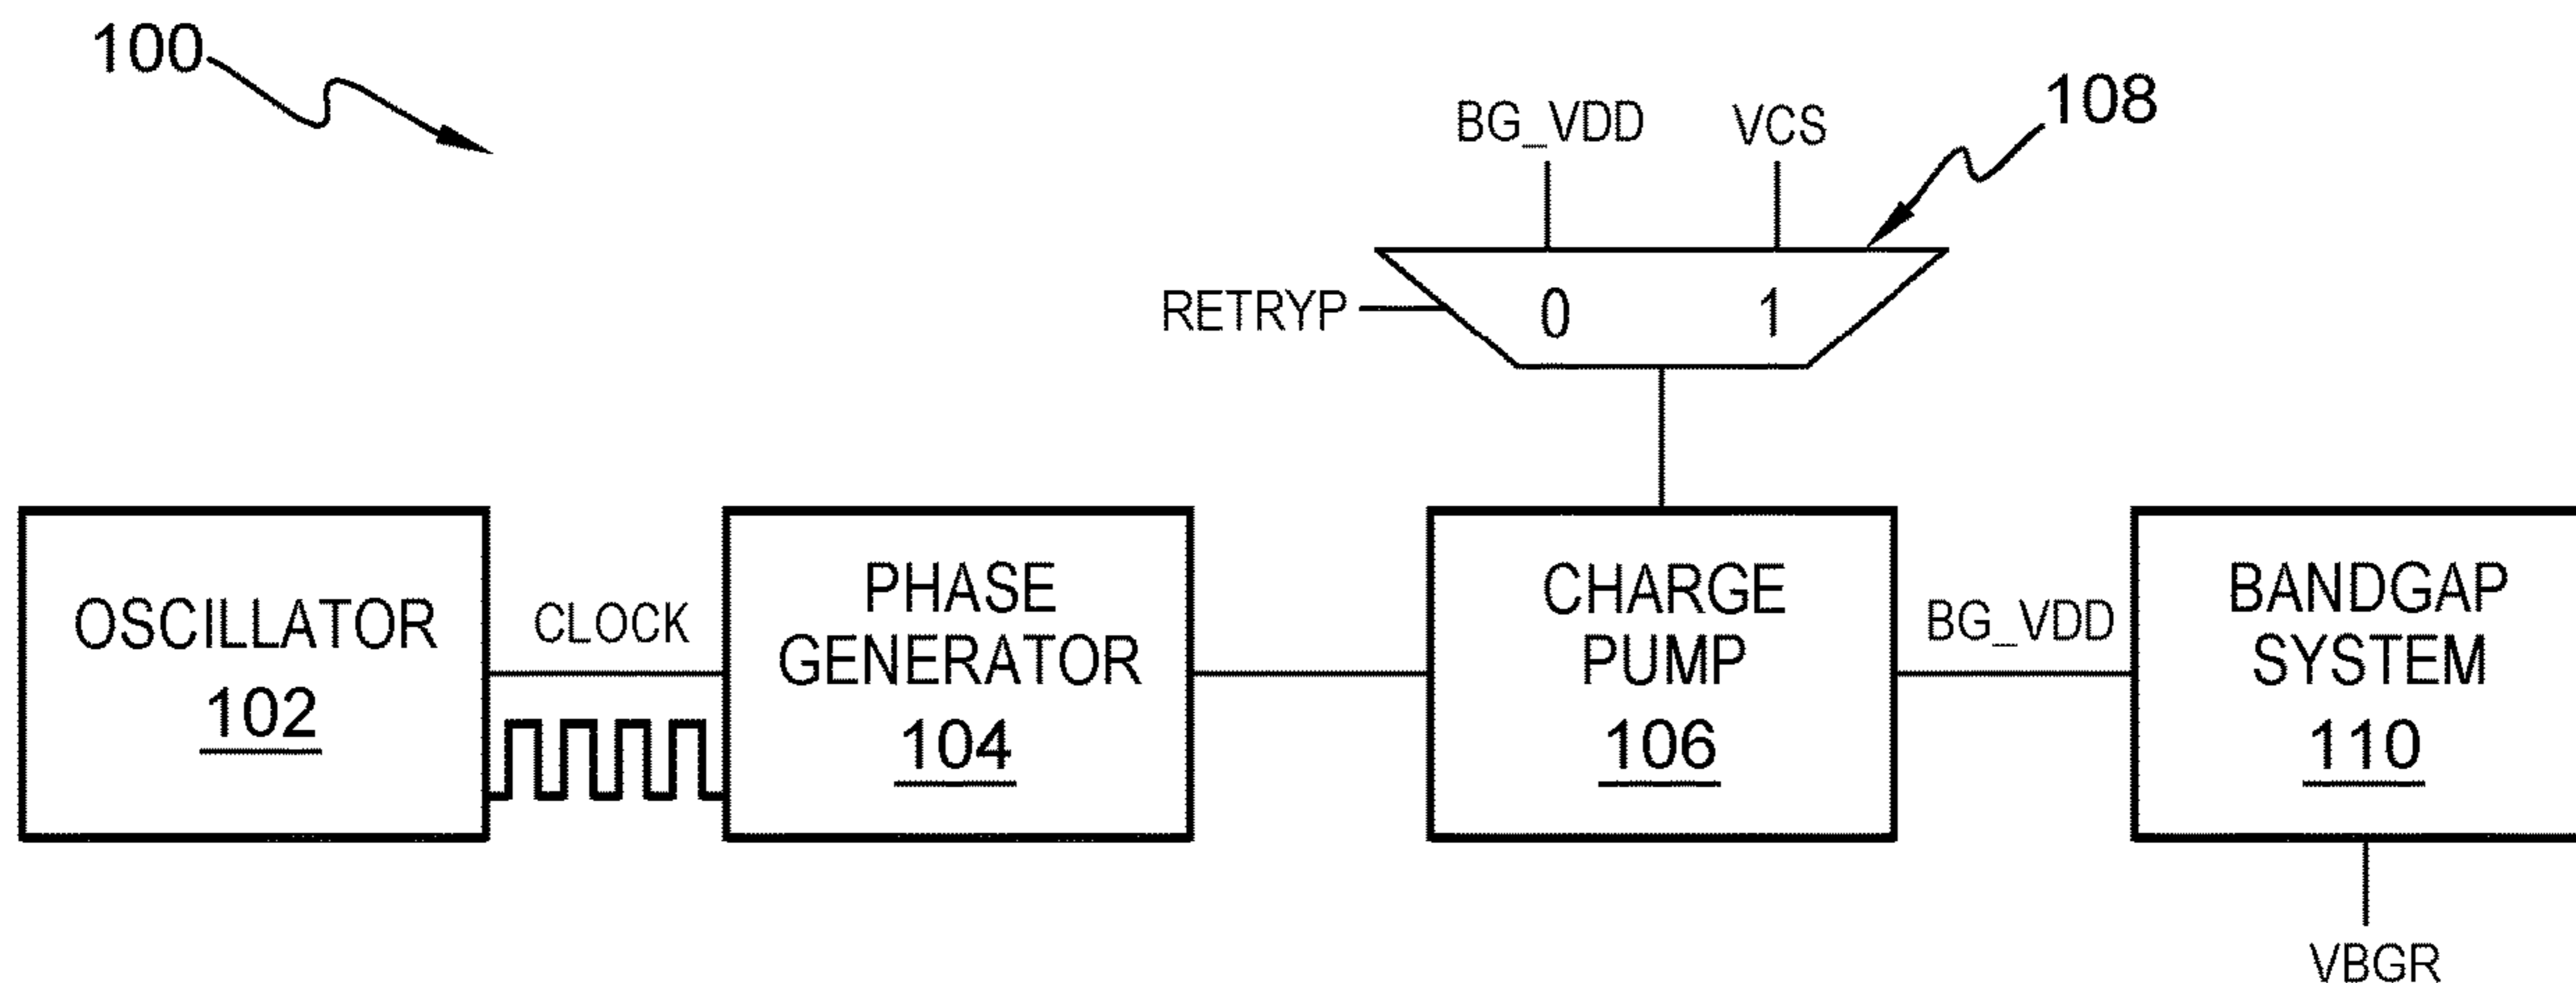 100
BG_VDD VCS 108
RETRYP 0 1
OSCILLATOR
102
CLOCK
PHASE
GENERATOR
104
CHARGE
PUMP
106
BG_VDD
BANDGAP
SYSTEM
110
VBGR